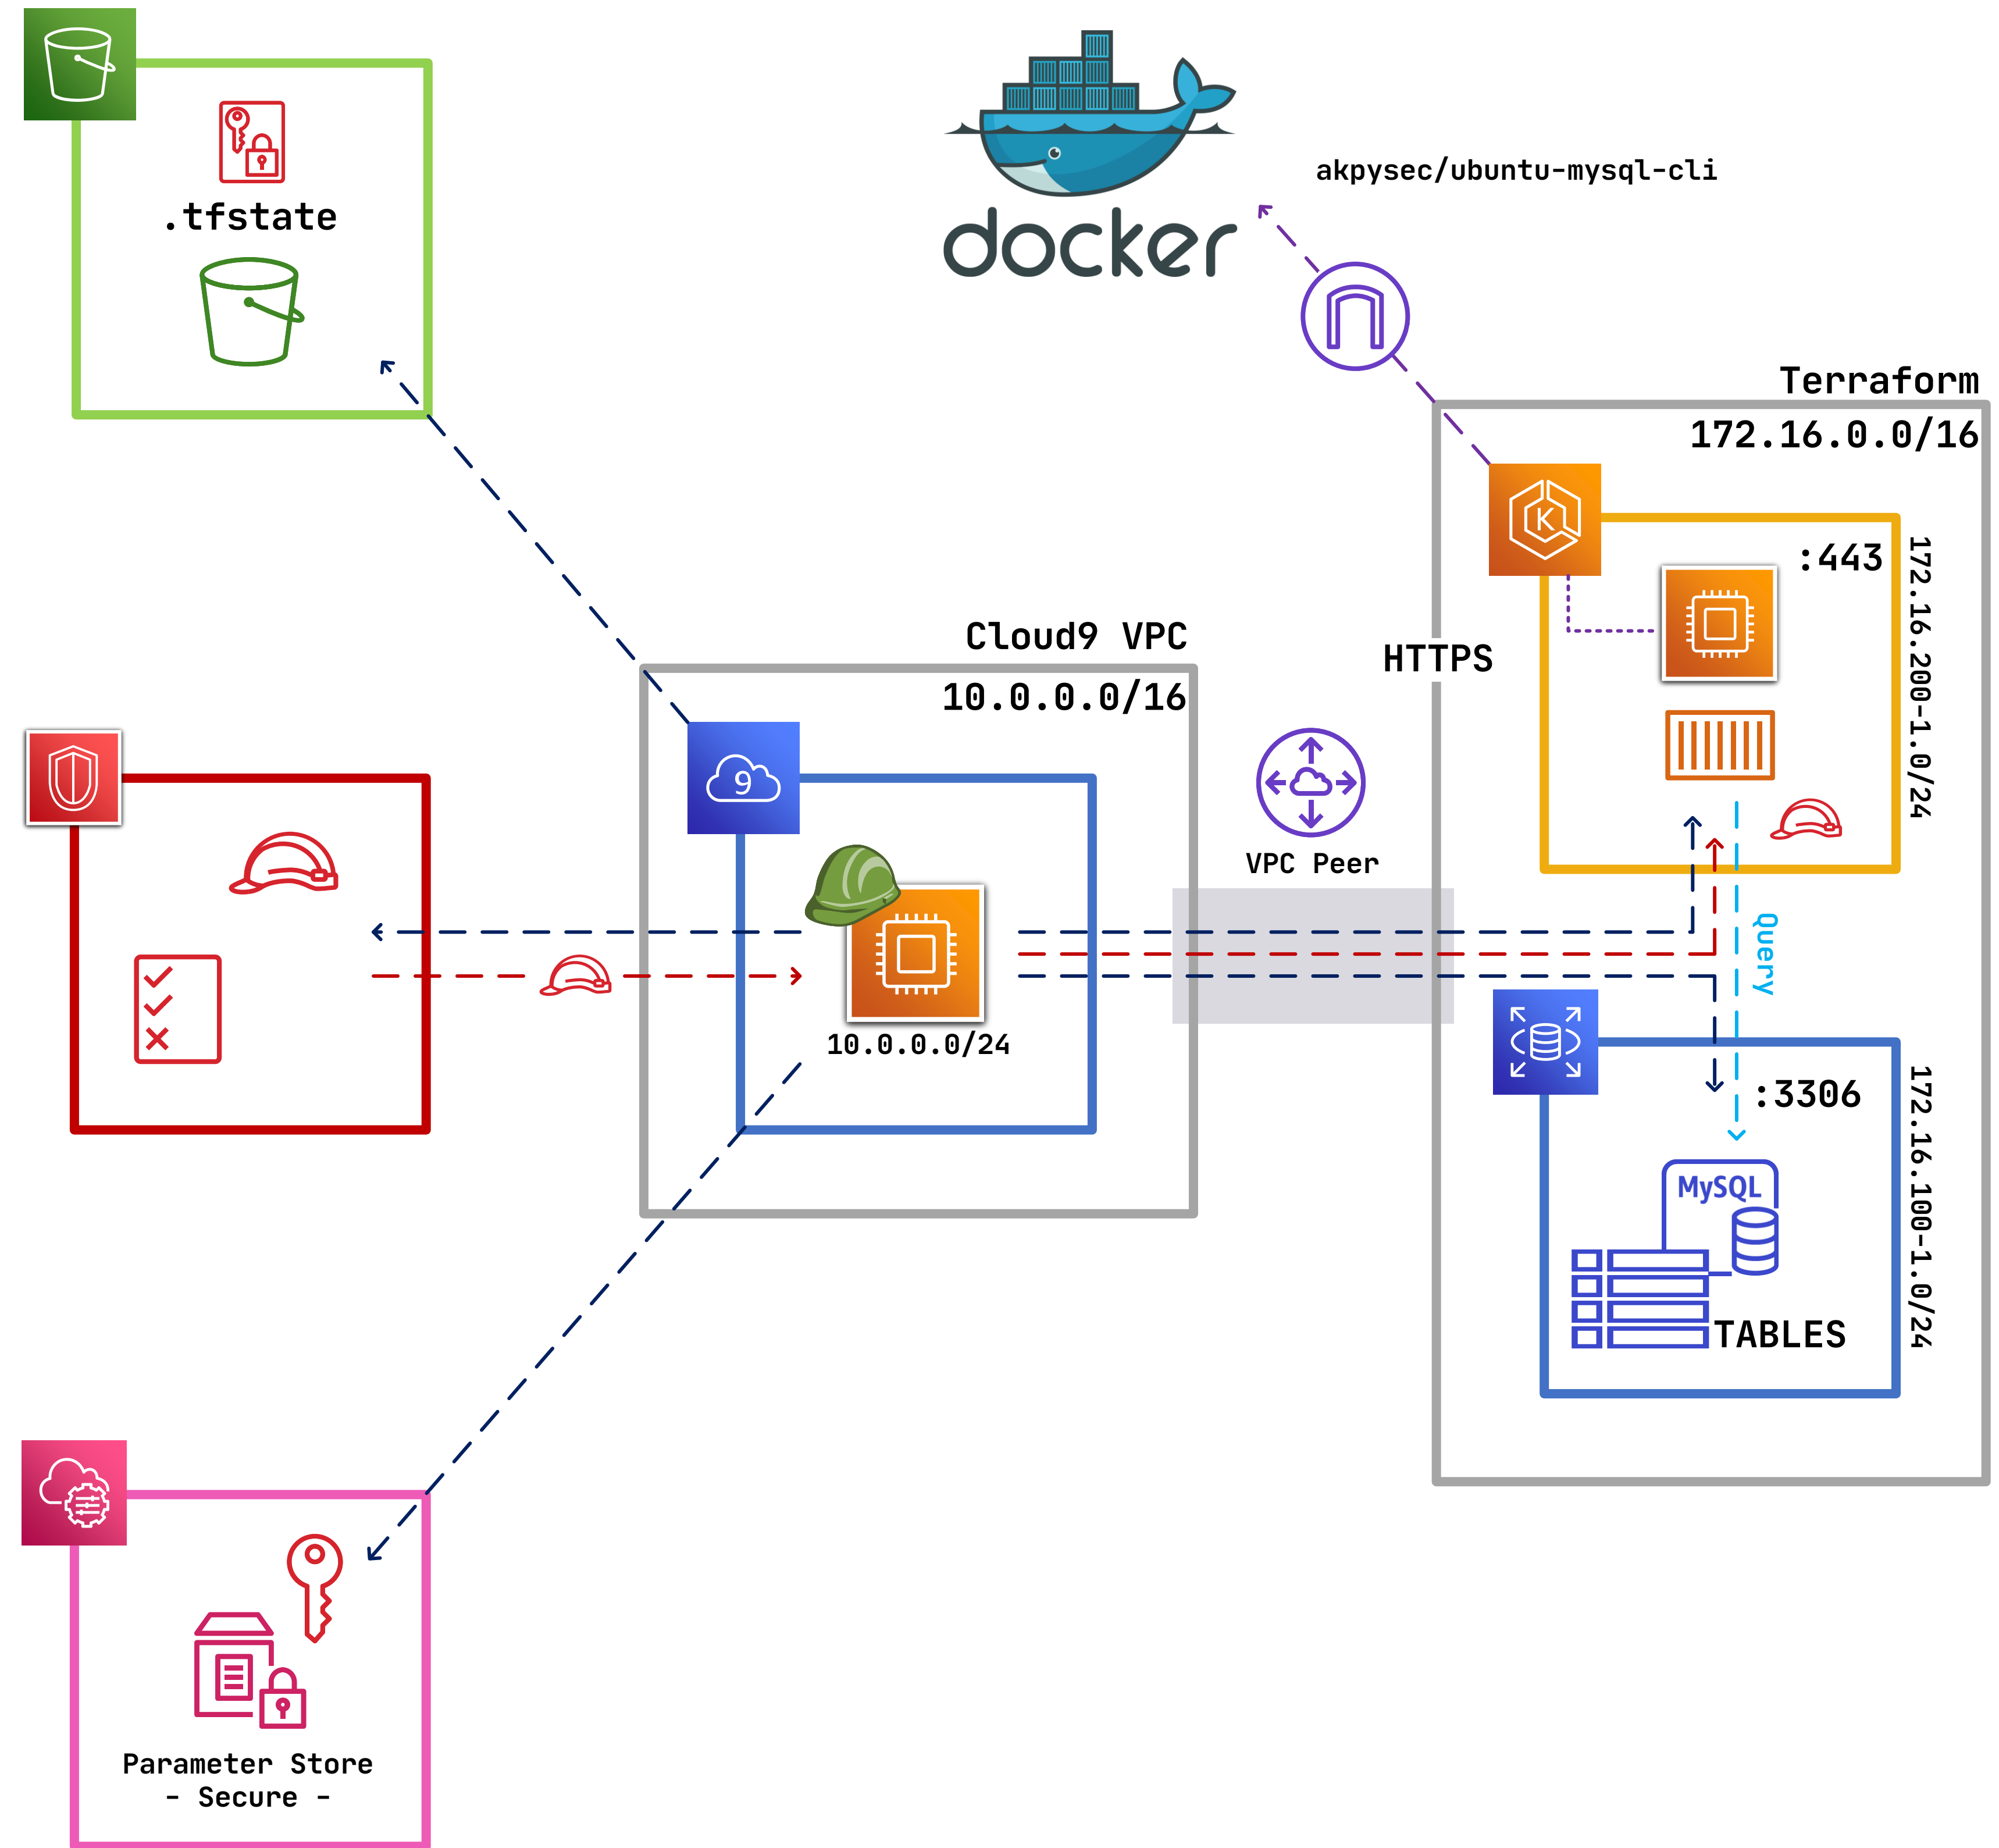 .tfstate
docker
akpysec/ubuntu-mysql-cli
Terraform
172.16.0.0/16
K
:443
172.16.200-1.0/24
HTTPS
Cloud9 VPC
10.0.0.0/16
9
10.0.0.0/24
VPC Peer
Query
:3306
172.16.100-1.0/24
MySQL
TABLES
Parameter Store
- Secure -